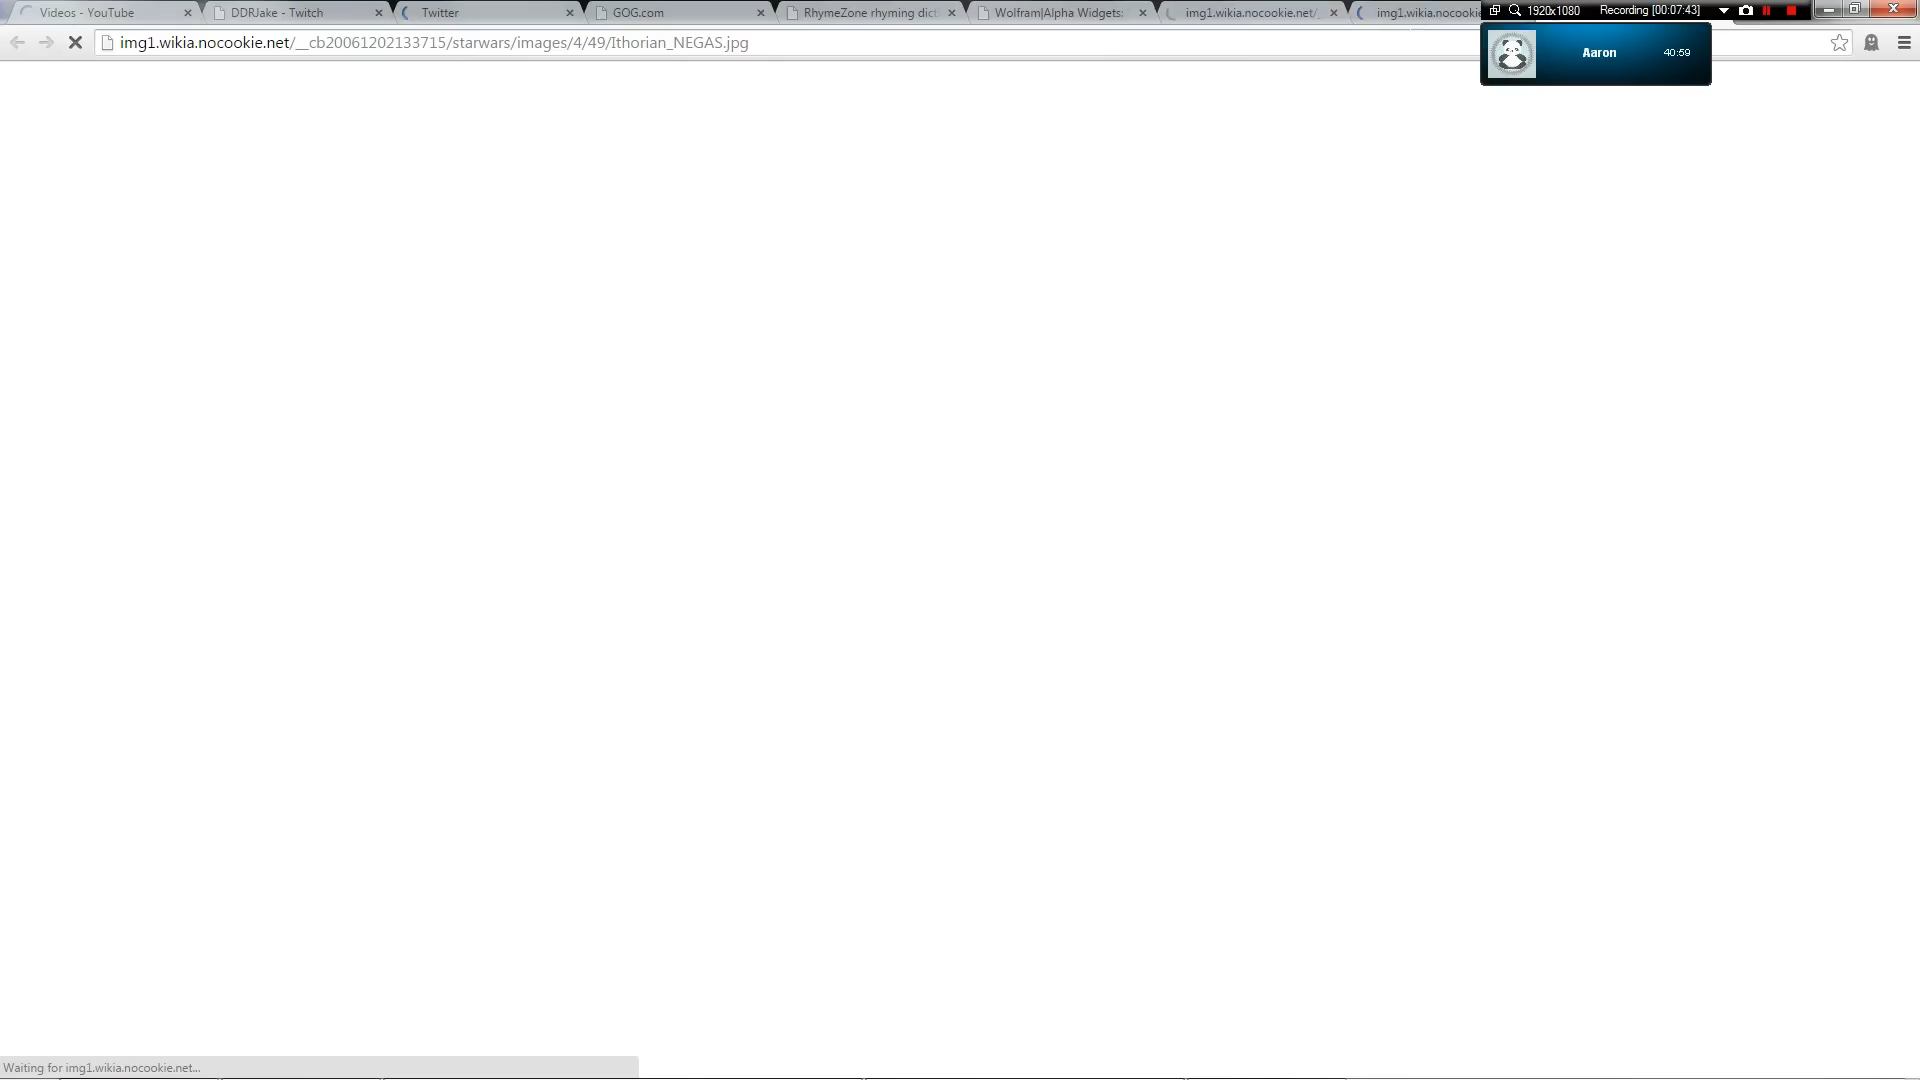 Videos - YouTube
DDRJake - Twitch
Twitter
GOG.com
RhymeZone rhyming dict
Wolfram|Alpha Widgets:
img1.wikia.nocookie.net/_
img1.wikia.nocookie
1920x1080
Recording [00:07:43]
img1.wikia.nocookie.net/__cb20061202133715/starwars/images/4/49/Ithorian_NEGAS.jpg
Aaron
40:59
Waiting for img1.wikia.nocookie.net...